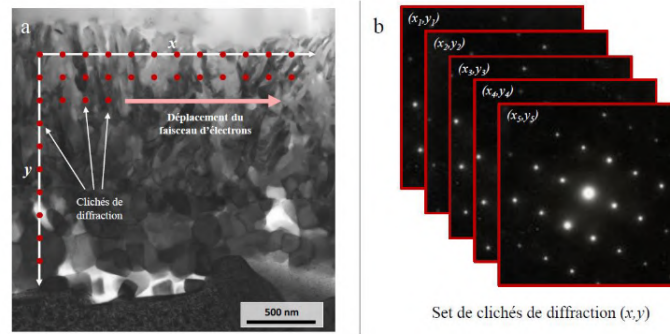 a
x
Déplacement du
faisceau d'électrons
y
Clichés de
diffraction
500 nm
b
(x₁,y₁)
(x₂,y₂)
(x₃,y₃)
(x₄,y₄)
(x₅,y₅)
Set de clichés de diffraction (x,y)